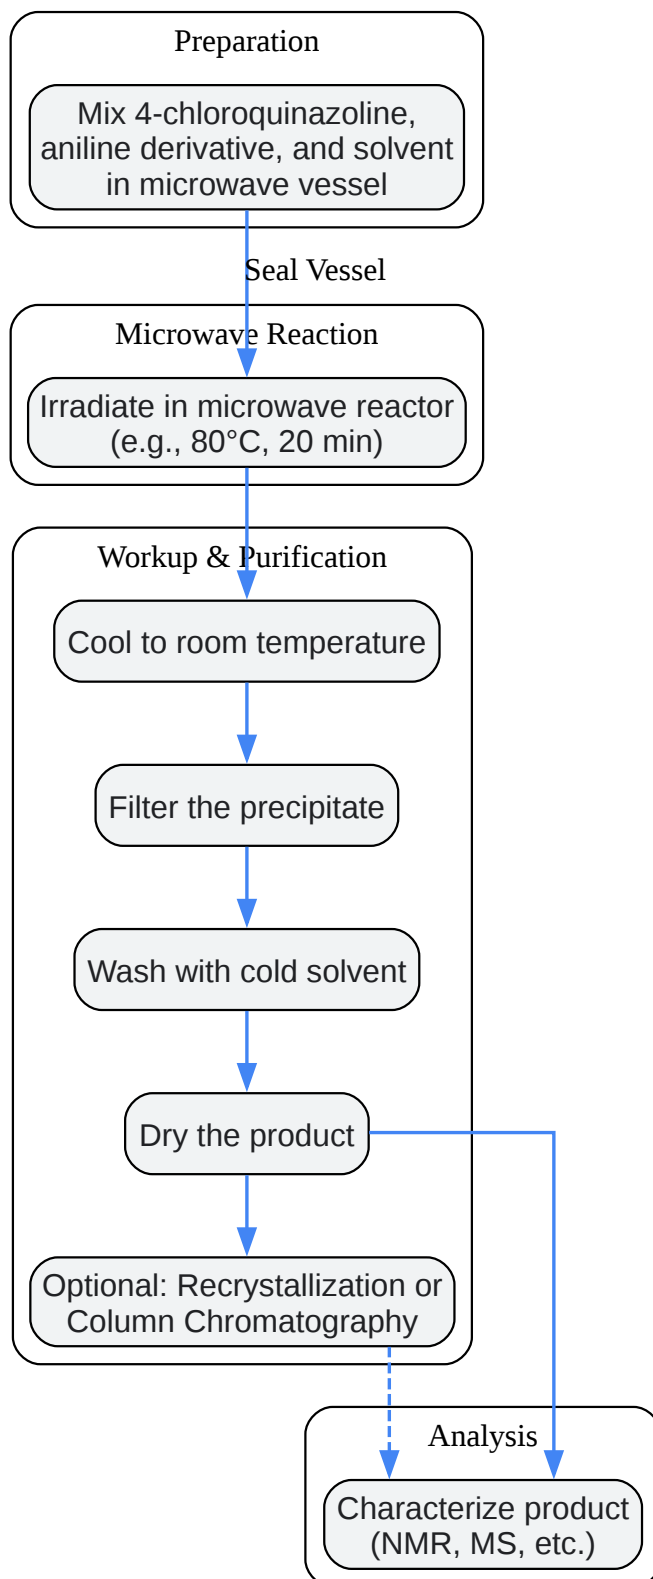 Preparation
Mix 4-chloroquinazoline,
aniline derivative, and solvent
in microwave vessel
Seal Vessel
Microwave Reaction
Irradiate in microwave reactor
(e.g., 80°C, 20 min)
Workup & Purification
Cool to room temperature
Filter the precipitate
Wash with cold solvent
Dry the product
Optional: Recrystallization or
Column Chromatography
Analysis
Characterize product
(NMR, MS, etc.)